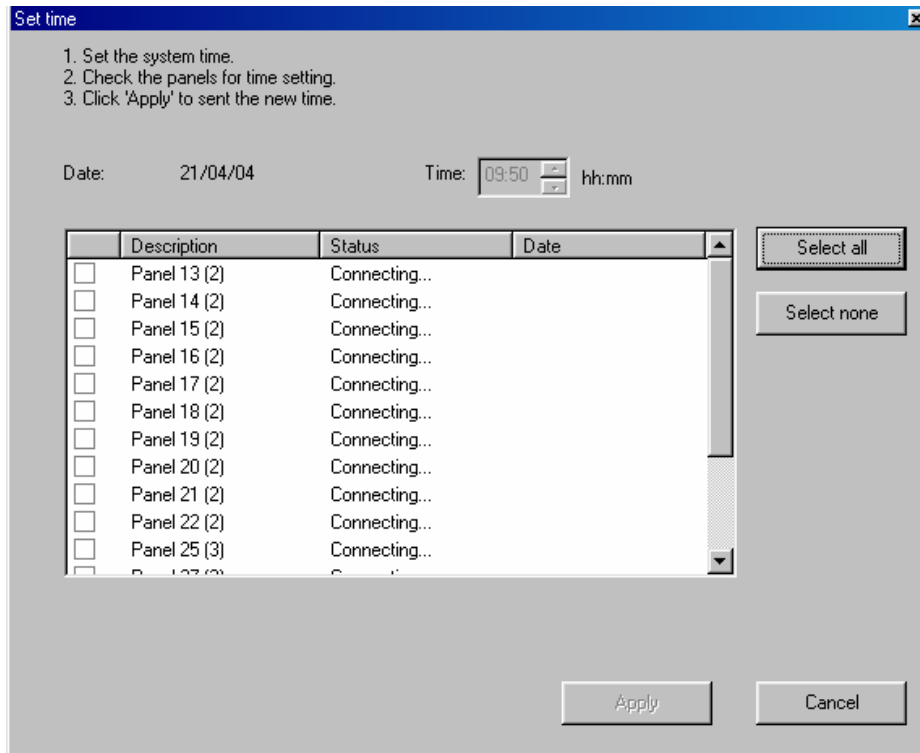 Set time
1. Set the system time.
2. Check the panels for time setting.
3. Click 'Apply' to sent the new time.
Date: 21/04/04 Time: 09:50 hh:mm
Description Status Date
Select all
Panel 13 (2) Connecting...
Panel 14 (2) Connecting...
Select none
Panel 15 (2) Connecting...
Panel 16 (2) Connecting...
Panel 17 (2) Connecting...
Panel 18 (2) Connecting...
Panel 19 (2) Connecting...
Panel 20 (2) Connecting...
Panel 21 (2) Connecting...
Panel 22 (2) Connecting...
Panel 25 (3) Connecting...
Apply Cancel